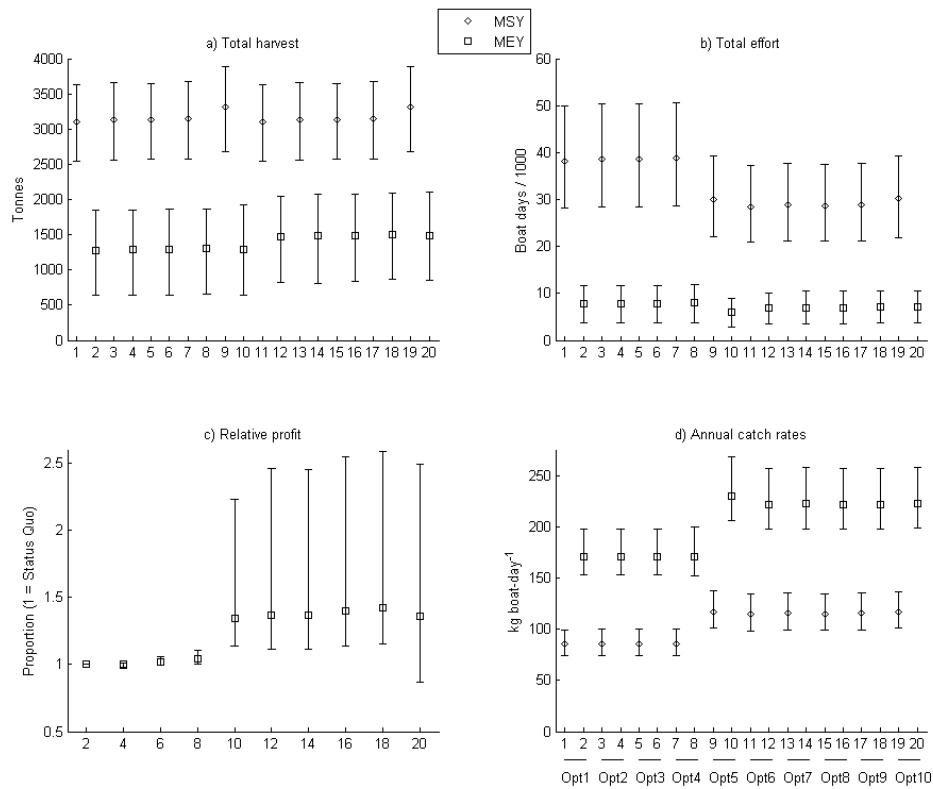 MSY
MEY
a) Total harvest
4000
3500
3000
2500
2000
1500
1000
500
0
Tonnes
1 2 3 4 5 6 7 8 9 10 11 12 13 14 15 16 17 18 19 20
b) Total effort
60
50
40
30
20
10
0
Boat days / 1000
1 2 3 4 5 6 7 8 9 10 11 12 13 14 15 16 17 18 19 20
c) Relative profit
2.5
2
1.5
1
0.5
Proportion (1 = Status Quo)
2 4 6 8 10 12 14 16 18 20
d) Annual catch rates
250
200
150
100
50
0
kg boat-day⁻¹
1 2 3 4 5 6 7 8 9 10 11 12 13 14 15 16 17 18 19 20
Opt1 Opt2 Opt3 Opt4 Opt5 Opt6 Opt7 Opt8 Opt9 Opt10